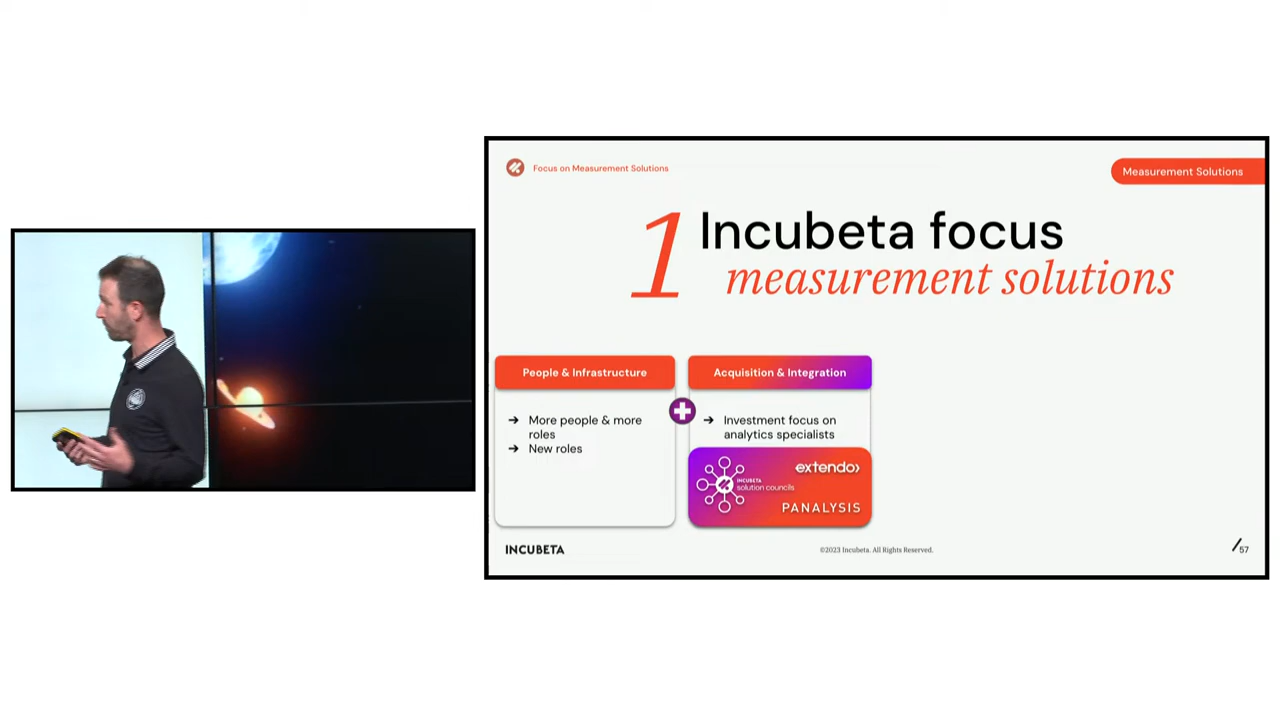 Focus on Measurement Solutions
Measurement Solutions
1
Incubeta focus
measurement solutions
People & Infrastructure
➔ More people & more
roles
➔ New roles
Acquisition & Integration
➔ Investment focus on
analytics specialists
INCUBETA
solution councils
extendo
PANALYSIS
INCUBETA
©2023 Incubeta. All Rights Reserved.
/57